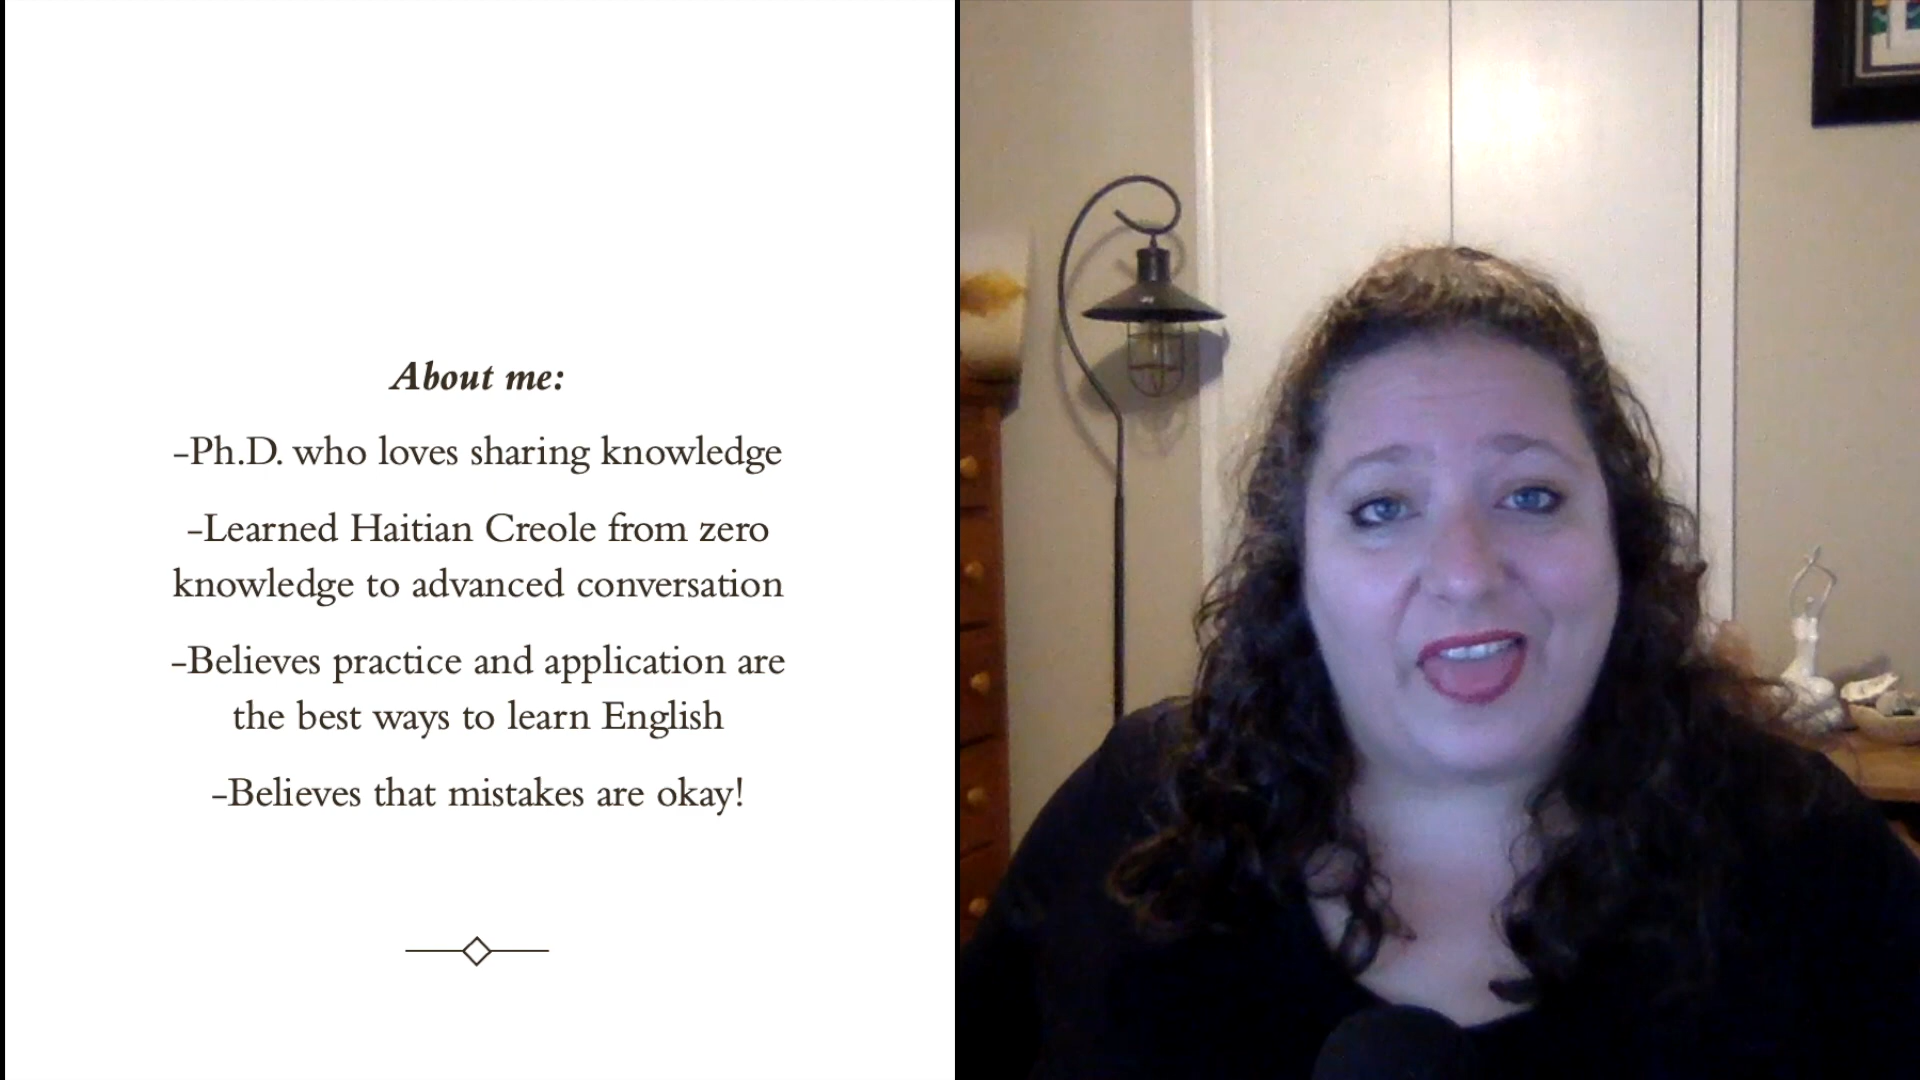 About me:
-Ph.D. who loves sharing knowledge
-Learned Haitian Creole from zero
knowledge to advanced conversation
-Believes practice and application are
the best ways to learn English
-Believes that mistakes are okay!